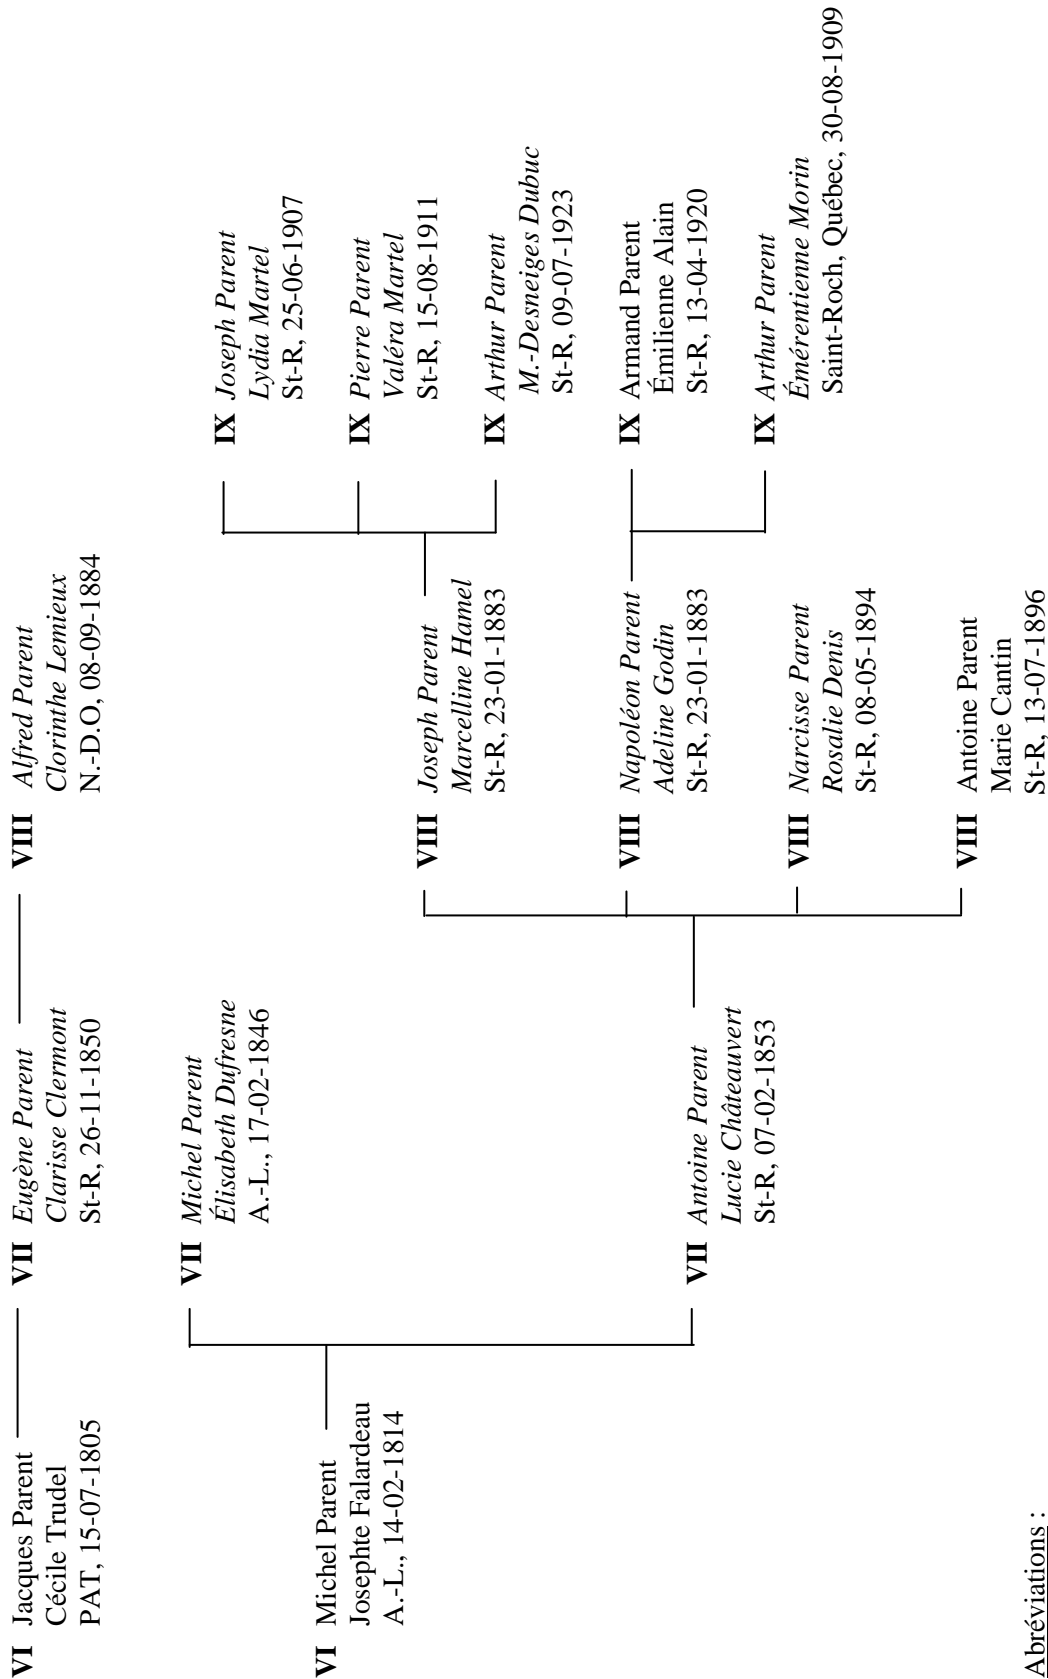 VI Jacques Parent
Cécile Trudel
PAT, 15-07-1805
VII Eugène Parent
Clarisse Clermont
St-R, 26-11-1850
VIII Alfred Parent
Clorinthe Lemieux
N.-D.O, 08-09-1884
VI Michel Parent
Josephte Falardeau
A.-L., 14-02-1814
VII Michel Parent
Élisabeth Dufresne
A.-L., 17-02-1846
VII Antoine Parent
Lucie Châteauvert
St-R, 07-02-1853
VIII Joseph Parent
Marcelline Hamel
St-R, 23-01-1883
IX Joseph Parent
Lydia Martel
St-R, 25-06-1907
IX Pierre Parent
Valéra Martel
St-R, 15-08-1911
IX Arthur Parent
M.-Desneiges Dubuc
St-R, 09-07-1923
VIII Napoléon Parent
Adeline Godin
St-R, 23-01-1883
IX Armand Parent
Émilienne Alain
St-R, 13-04-1920
IX Arthur Parent
Émérentienne Morin
Saint-Roch, Québec, 30-08-1909
VIII Narcisse Parent
Rosalie Denis
St-R, 08-05-1894
VIII Antoine Parent
Marie Cantin
St-R, 13-07-1896
Abréviations :